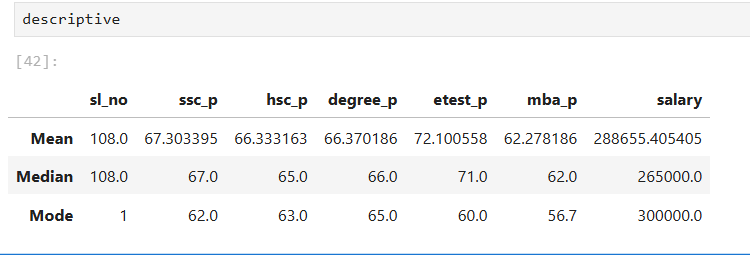 descriptive
[42]:
sl_no ssc_p hsc_p degree_p etest_p mba_p salary
Mean 108.0 67.303395 66.333163 66.370186 72.100558 62.278186 288655.405405
Median 108.0 67.0 65.0 66.0 71.0 62.0 265000.0
Mode 1 62.0 63.0 65.0 60.0 56.7 300000.0